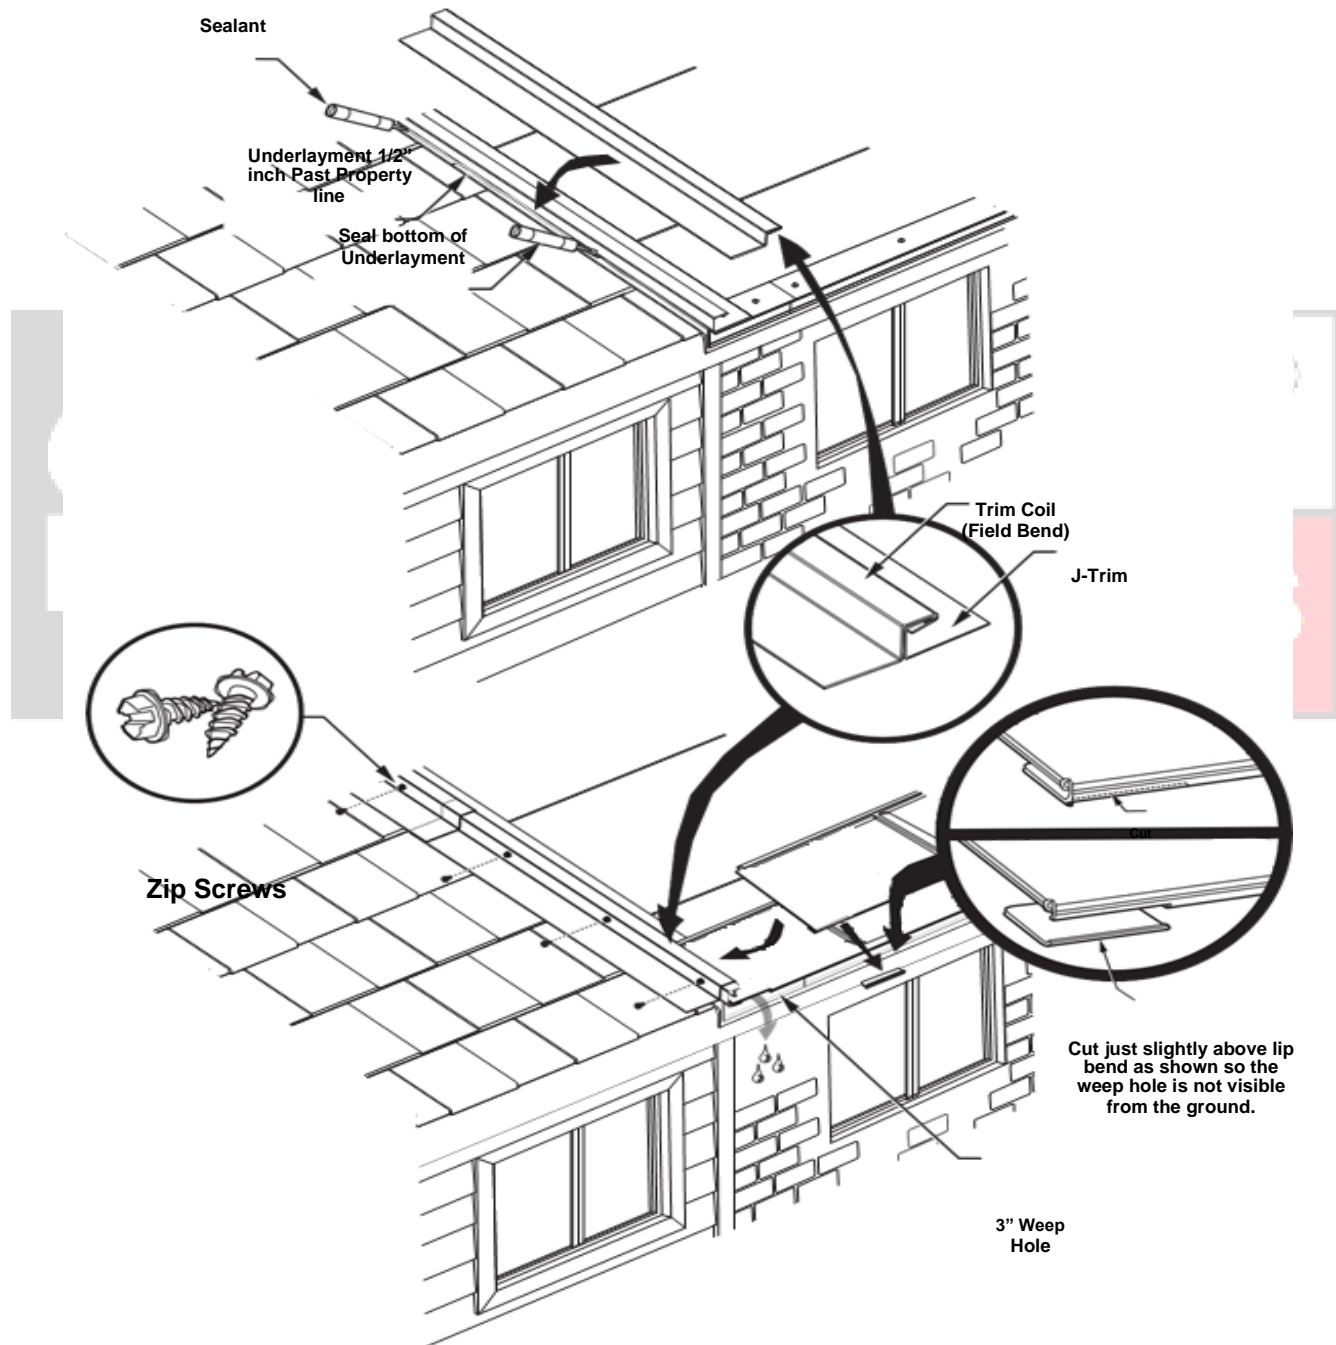 Sealant
Underlayment 1/2”
inch Past Property
line
Seal bottom of
Underlayment
Trim Coil
(Field Bend)
J-Trim
Cut
Zip Screws
Cut just slightly above lip
bend as shown so the
weep hole is not visible
from the ground.
3” Weep
Hole